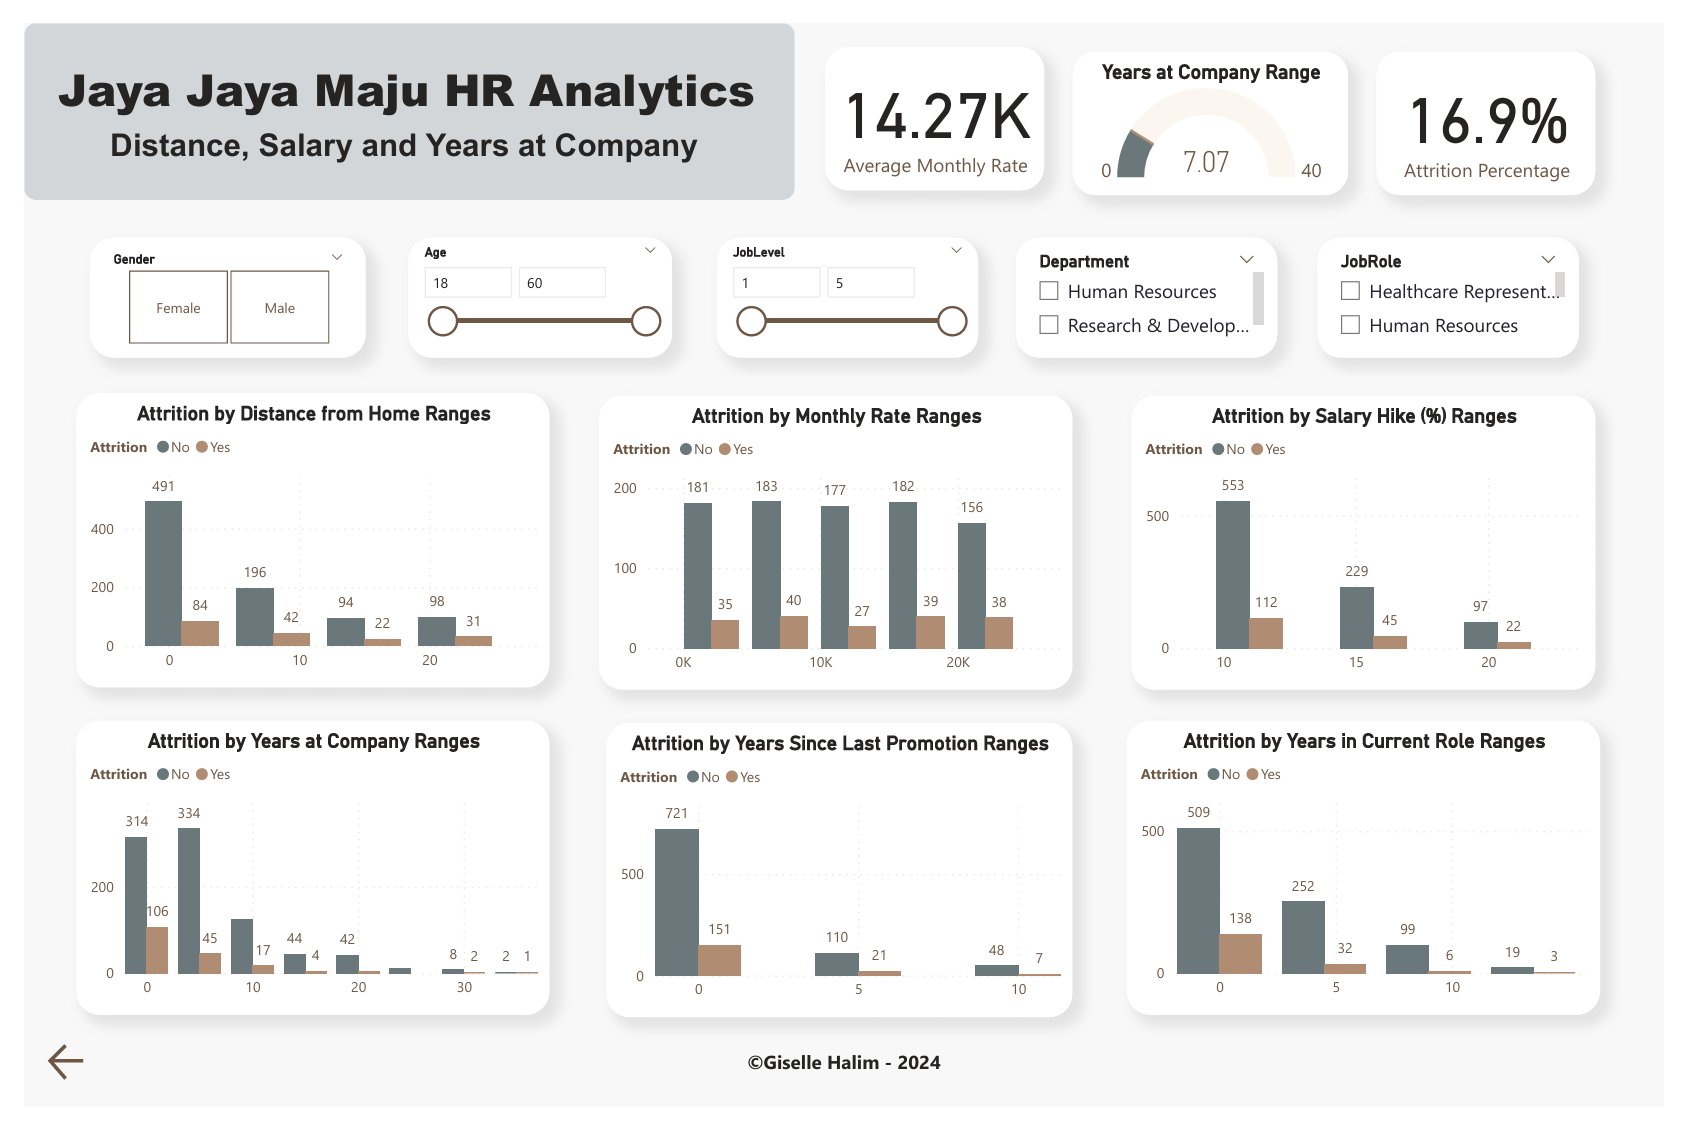 Jaya Jaya Maju HR Analytics
Distance, Salary and Years at Company
14.27K
Average Monthly Rate
Years at Company Range
0
7.07
40
16.9%
Attrition Percentage
Gender
Female
Male
Age
18
60
JobLevel
1
5
Department
Human Resources
Research & Develop...
JobRole
Healthcare Represent...
Human Resources
Attrition by Distance from Home Ranges
Attrition No Yes
491
400
196
200
84
94
98
42
22
31
0
0 10 20
Attrition by Monthly Rate Ranges
Attrition No Yes
200
181 183 177 182 156
100
35 40 27 39 38
0
0K 10K 20K
Attrition by Salary Hike (%) Ranges
Attrition No Yes
553
500
229
112
97
45
22
0
10 15 20
Attrition by Years at Company Ranges
Attrition No Yes
314 334
200
106
45
17
44
4
42
8 2 2 1
0
0 10 20 30
Attrition by Years Since Last Promotion Ranges
Attrition No Yes
721
500
151
110
21
48
7
0
0 5 10
Attrition by Years in Current Role Ranges
Attrition No Yes
509
500
252
138
99
32
6
19
3
0
0 5 10
©Giselle Halim - 2024